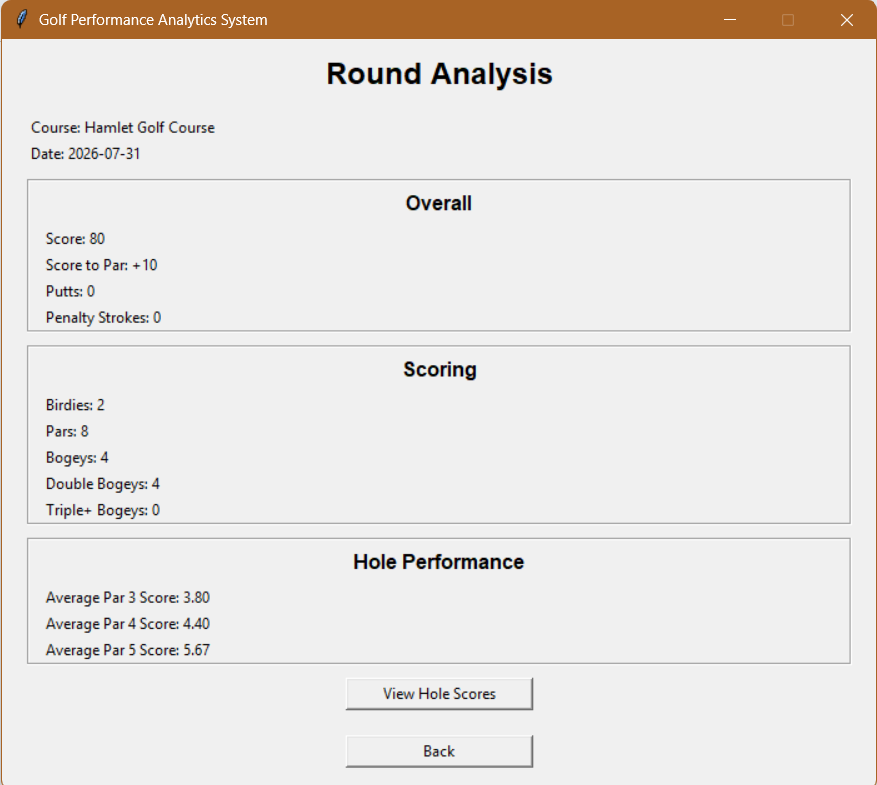 Golf Performance Analytics System
Round Analysis
Course: Hamlet Golf Course
Date: 2026-07-31
Overall
Score: 80
Score to Par: +10
Putts: 0
Penalty Strokes: 0
Scoring
Birdies: 2
Pars: 8
Bogeys: 4
Double Bogeys: 4
Triple+ Bogeys: 0
Hole Performance
Average Par 3 Score: 3.80
Average Par 4 Score: 4.40
Average Par 5 Score: 5.67
View Hole Scores
Back